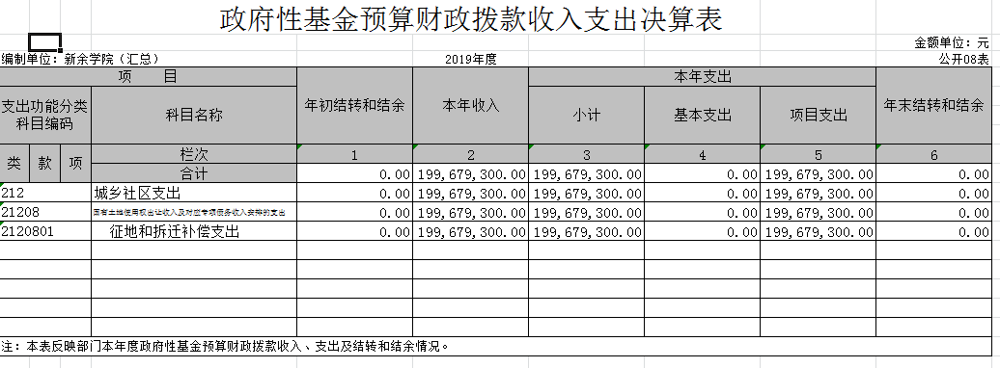 政府性基金预算财政拨款收入支出决算表
金额单位：元
编制单位：新余学院（汇总） 2019年度 公开08表
项 目 年初结转和结余 本年收入 本年支出 年末结转和结余
支出功能分类科目编码 科目名称 小计 基本支出 项目支出
类 款 项 栏次 1 2 3 4 5 6
合计 0.00 199,679,300.00 199,679,300.00 0.00 199,679,300.00 0.00
212 城乡社区支出 0.00 199,679,300.00 199,679,300.00 0.00 199,679,300.00 0.00
21208 国有土地使用权出让收入及对应专项债务收入安排的支出 0.00 199,679,300.00 199,679,300.00 0.00 199,679,300.00 0.00
2120801 征地和拆迁补偿支出 0.00 199,679,300.00 199,679,300.00 0.00 199,679,300.00 0.00
注：本表反映部门本年度政府性基金预算财政拨款收入、支出及结转和结余情况。